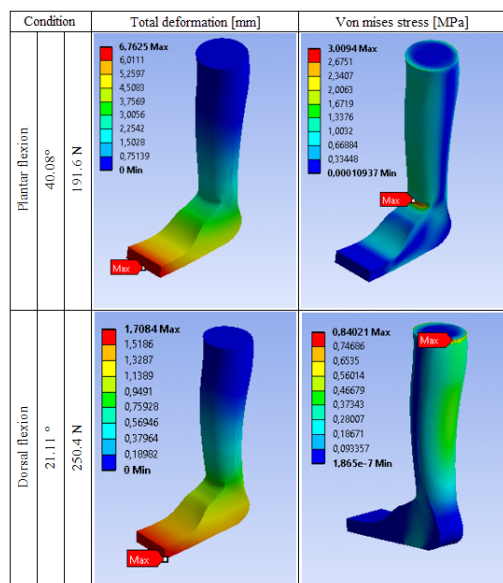 Condition
Total deformation [mm]
Von mises stress [MPa]
Plantar flexion
40.08º
191.6 N
6,7625 Max
6,0111
5,2597
4,5083
3,7569
3,0056
2,2542
1,5028
0,75139
0 Min
Max
3,0094 Max
2,6751
2,3407
2,0063
1,6719
1,3376
1,0032
0,66884
0,33448
0,00010937 Min
Max
Dorsal flexion
21.11 º
250.4 N
1,7084 Max
1,5186
1,3287
1,1389
0,9491
0,75928
0,56946
0,37964
0,18982
0 Min
Max
0,84021 Max
0,74686
0,6535
0,56014
0,46679
0,37343
0,28007
0,18671
0,093357
1,865e-7 Min
Max